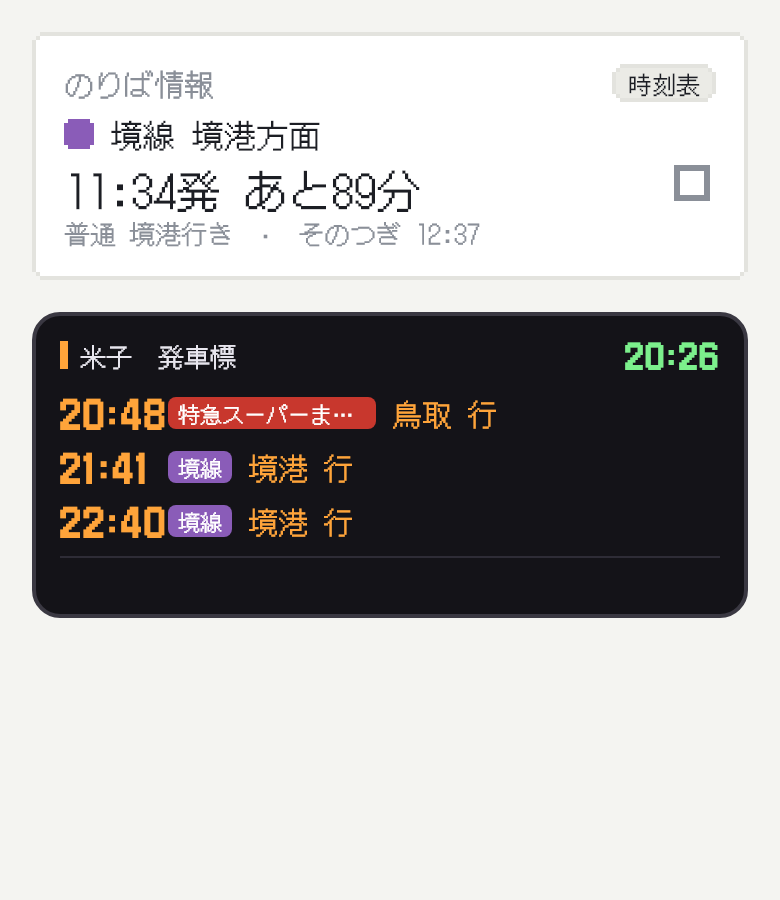 のりば情報
時刻表
境線 境港方面
11:34発 あと89分
普通 境港行き ・ そのつぎ 12:37
米子 発車標
20:26
20:48 特急スーパーま… 鳥取 行
21:41 境線 境港 行
22:40 境線 境港 行